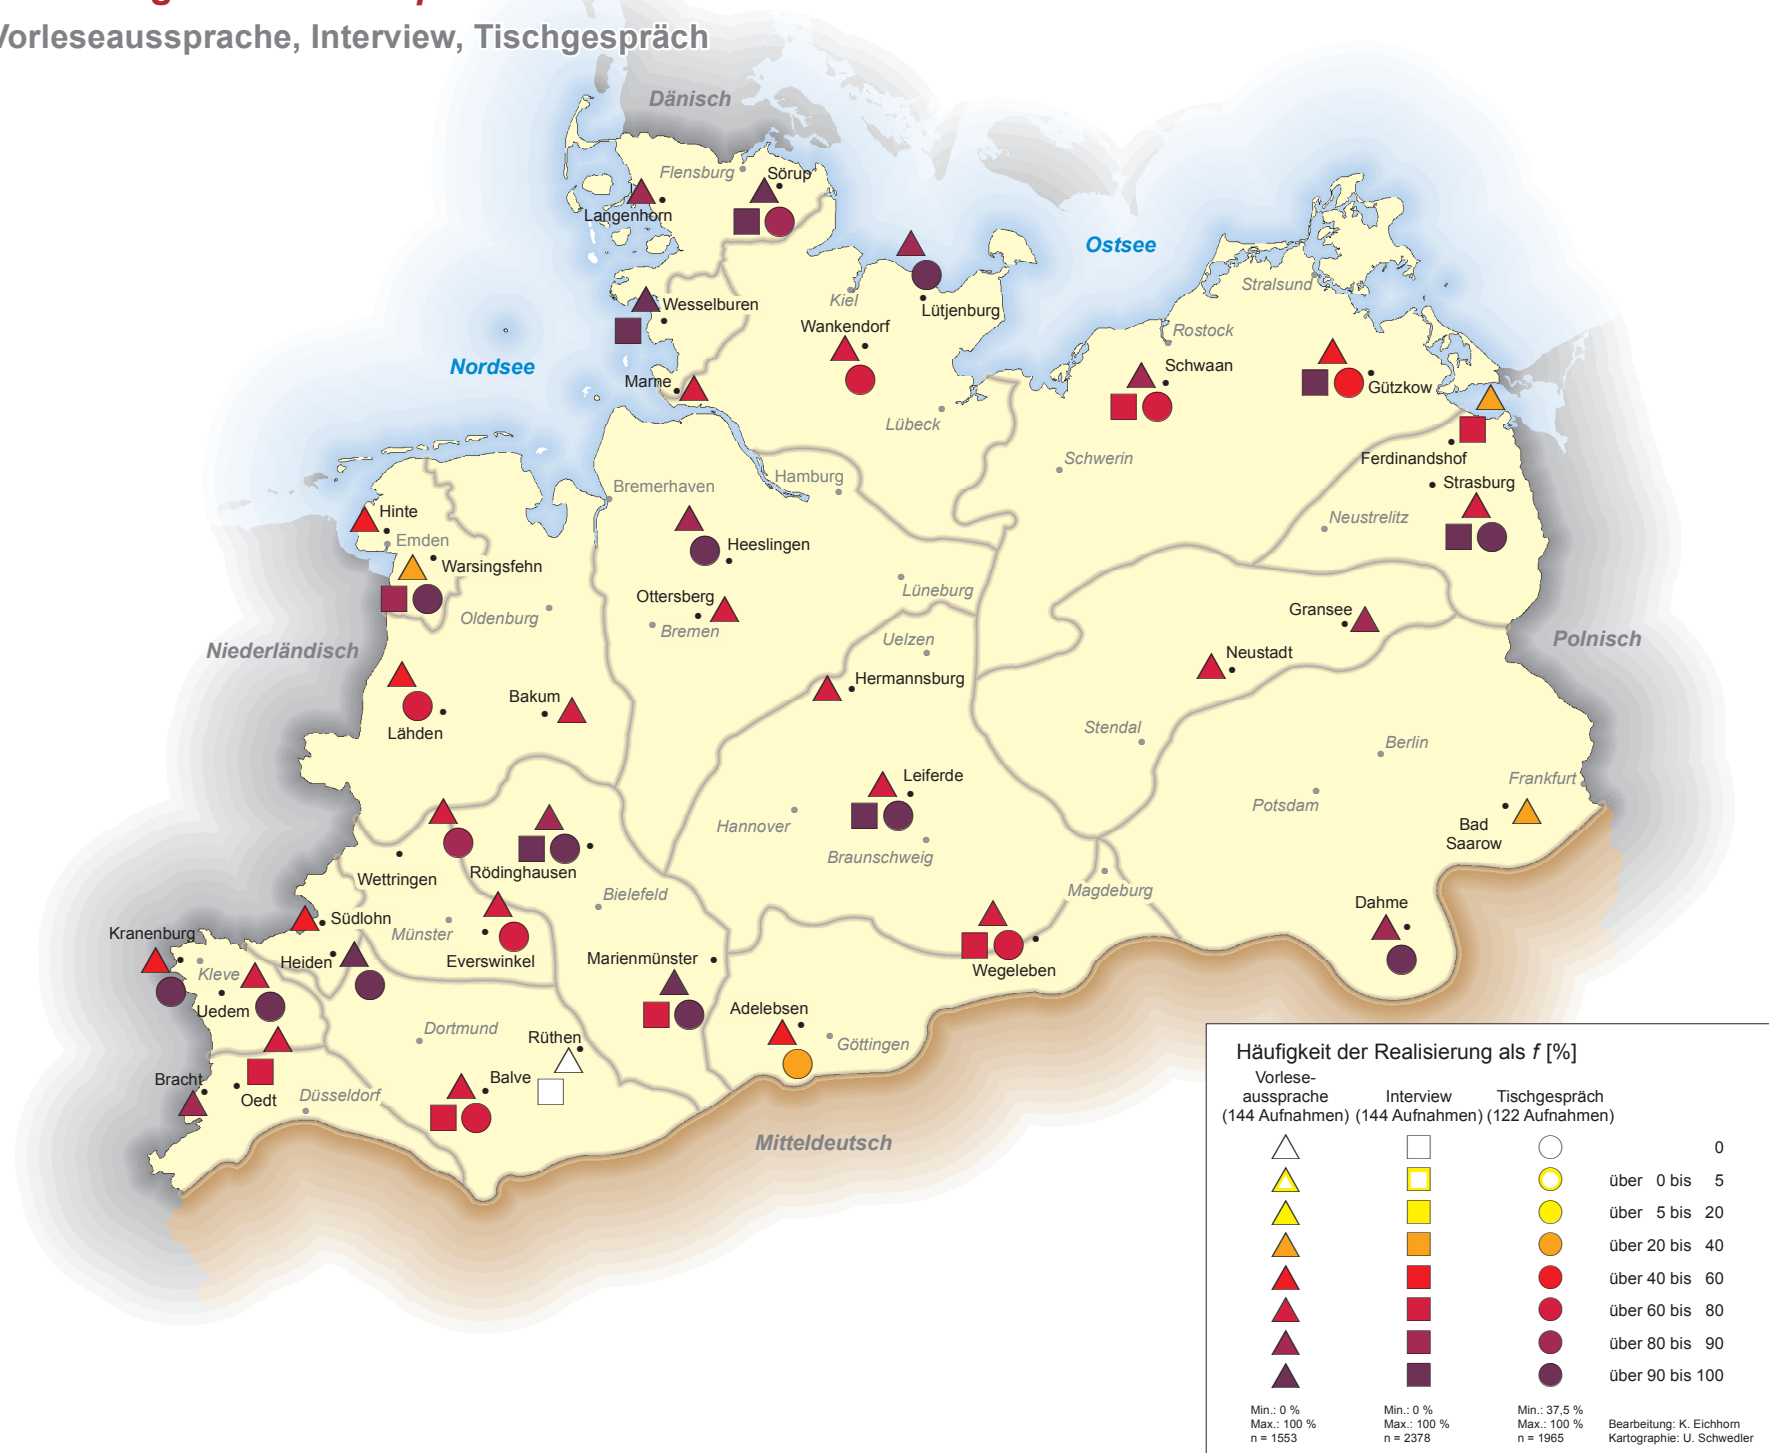 Vorleseaussprache, Interview, Tischgespräch
Dänisch
Flensburg
Sörup
Langenhorn
Ostsee
Stralsund
Kiel
Wesselburen
Lütjenburg
Wankendorf
Rostock
Nordsee
Schwaan
Marne
Gützkow
Lübeck
Schwerin
Ferdinandshof
Hamburg
Bremerhaven
Strasburg
Hinte
Neustrelitz
Emden
Heeslingen
Warsingsfehn
Lüneburg
Ottersberg
Gransee
Oldenburg
Bremen
Uelzen
Polnisch
Niederländisch
Neustadt
Hermannsburg
Bakum
Stendal
Lähden
Berlin
Leiferde
Frankfurt
Potsdam
Hannover
Bad
Saarow
Braunschweig
Rödinghausen
Wettringen
Bielefeld
Magdeburg
Dahme
Südlohn
Kranenburg
Münster
Everswinkel
Heiden
Marienmünster
Wegeleben
Kleve
Uedem
Adelebsen
Dortmund
Rüthen
Göttingen
Bracht
Balve
Oedt
Düsseldorf
Mitteldeutsch
Häufigkeit der Realisierung als f [%]
Vorlese-
aussprache Interview Tischgespräch
(144 Aufnahmen) (144 Aufnahmen) (122 Aufnahmen)
0
über 0 bis 5
über 5 bis 20
über 20 bis 40
über 40 bis 60
über 60 bis 80
über 80 bis 90
über 90 bis 100
Min.: 0 % Min.: 0 % Min.: 37,5 %
Max.: 100 % Max.: 100 % Max.: 100 % Bearbeitung: K. Eichhorn
n = 1553 n = 2378 n = 1965 Kartographie: U. Schwedler